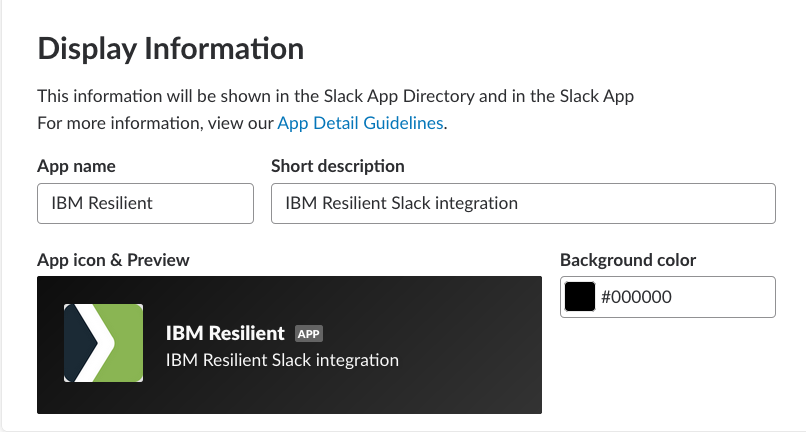 Display Information
This information will be shown in the Slack App Directory and in the Slack App
For more information, view our App Detail Guidelines.
App name
Short description
IBM Resilient
IBM Resilient Slack integration
App icon & Preview
Background color
#000000
IBM Resilient APP
IBM Resilient Slack integration